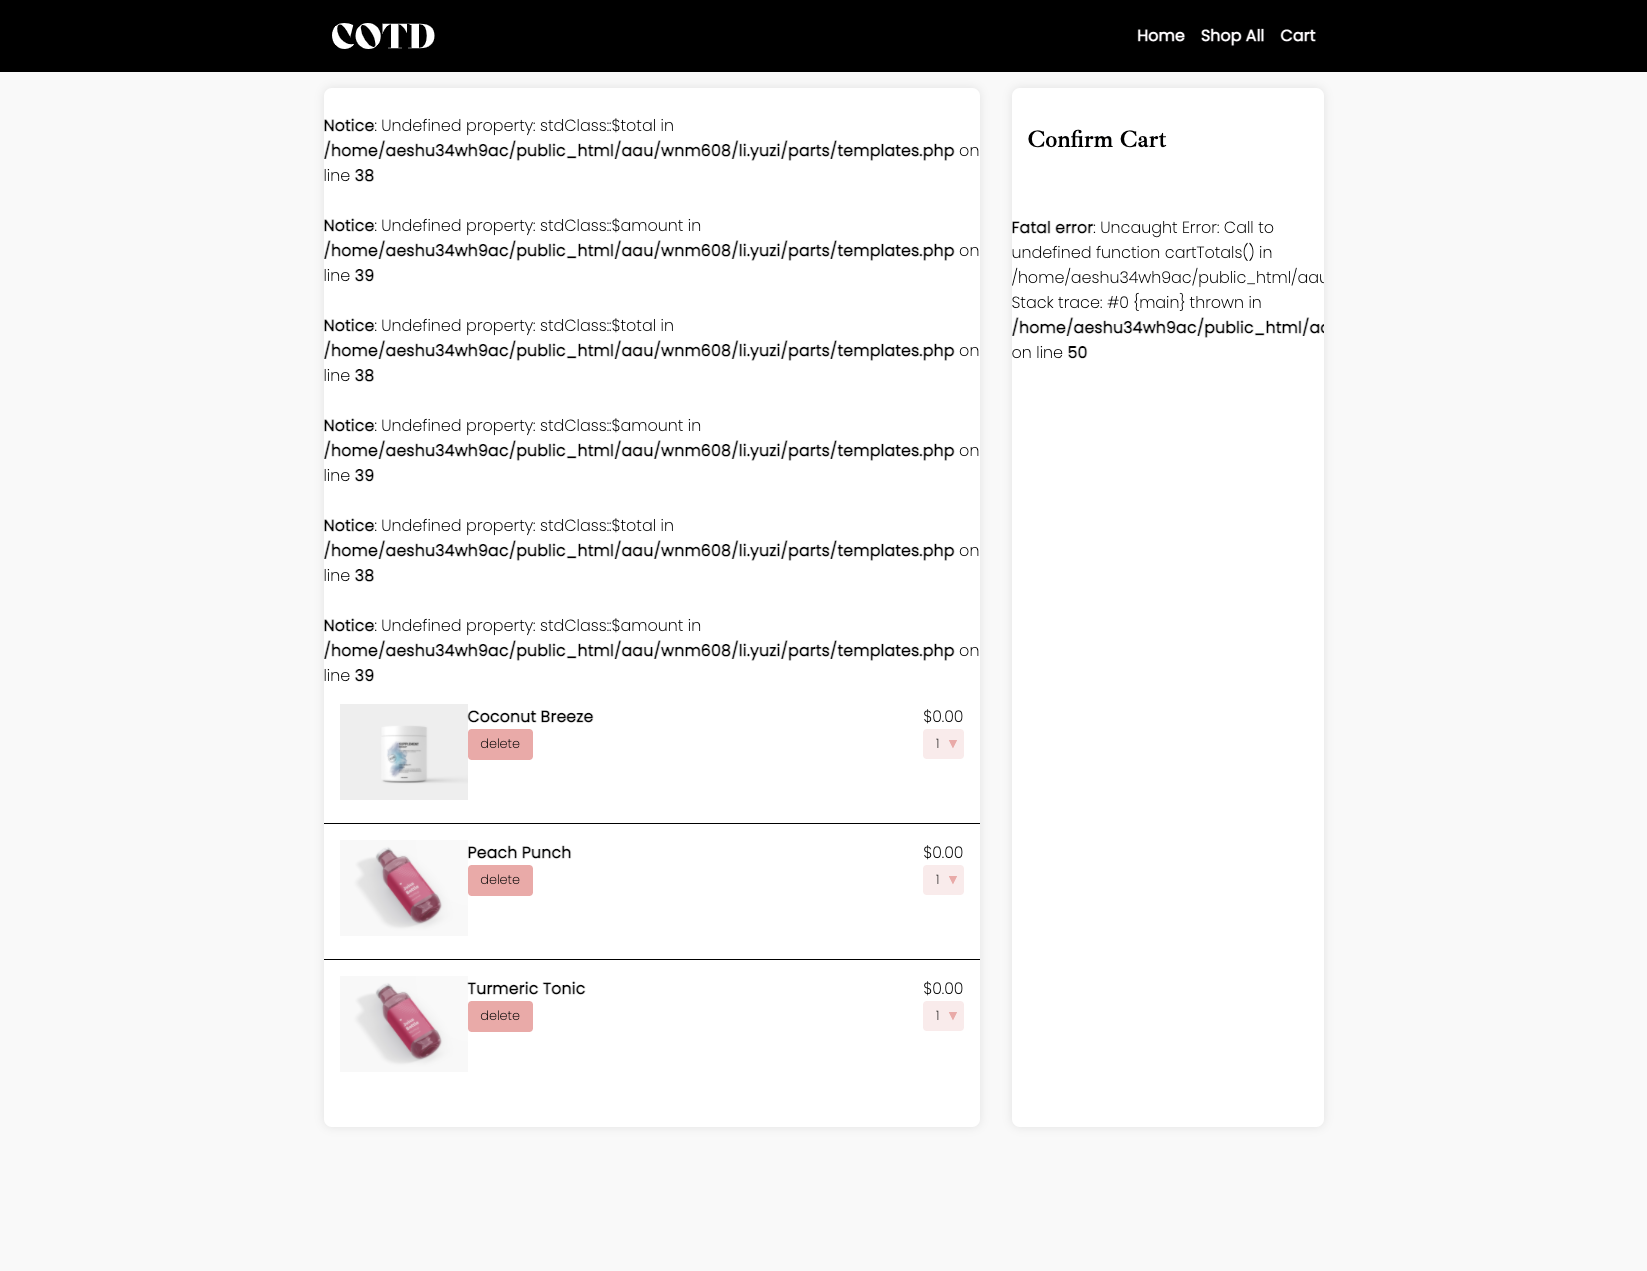 COTD
Home Shop All Cart
Notice: Undefined property: stdClass::$total in
/home/aeshu34wh9ac/public_html/aau/wnm608/li.yuzi/parts/templates.php on
line 38
Notice: Undefined property: stdClass::$amount in
/home/aeshu34wh9ac/public_html/aau/wnm608/li.yuzi/parts/templates.php on
line 39
Notice: Undefined property: stdClass::$total in
/home/aeshu34wh9ac/public_html/aau/wnm608/li.yuzi/parts/templates.php on
line 38
Notice: Undefined property: stdClass::$amount in
/home/aeshu34wh9ac/public_html/aau/wnm608/li.yuzi/parts/templates.php on
line 39
Notice: Undefined property: stdClass::$total in
/home/aeshu34wh9ac/public_html/aau/wnm608/li.yuzi/parts/templates.php on
line 38
Notice: Undefined property: stdClass::$amount in
/home/aeshu34wh9ac/public_html/aau/wnm608/li.yuzi/parts/templates.php on
line 39
Coconut Breeze $0.00
delete 1
Peach Punch $0.00
delete 1
Turmeric Tonic $0.00
delete 1
Confirm Cart
Fatal error: Uncaught Error: Call to
undefined function cartTotals() in
/home/aeshu34wh9ac/public_html/aau
Stack trace: #0 {main} thrown in
/home/aeshu34wh9ac/public_html/aa
on line 50